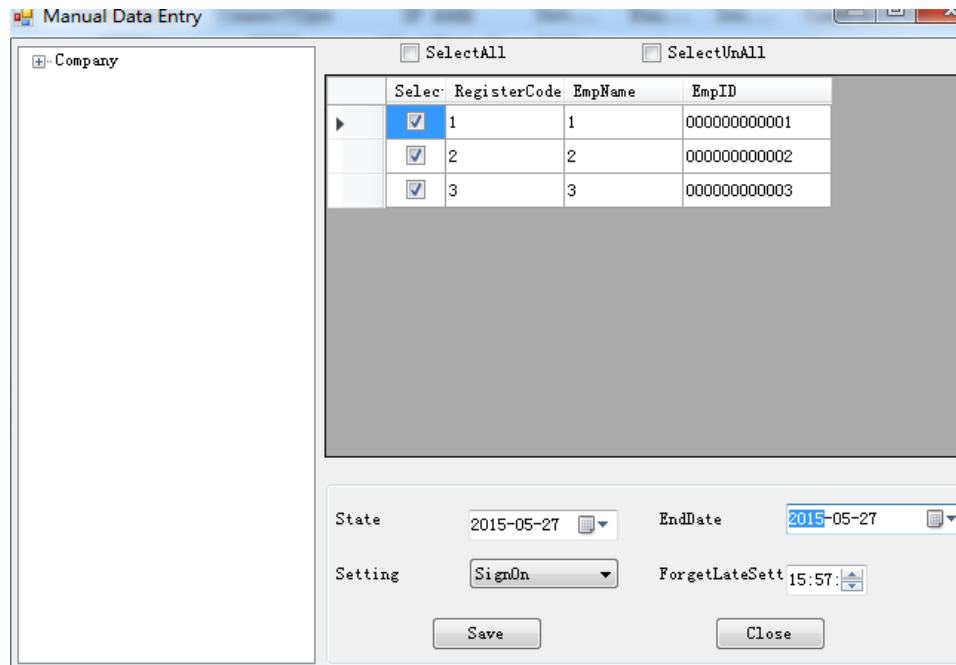 Manual Data Entry
Company
SelectAll SelectUnAll
Selec RegisterCode EmpName EmpID
1 1 000000000001
2 2 000000000002
3 3 000000000003
State 2015-05-27 EndDate 2015-05-27
Setting SignOn ForgetLateSett 15:57:
Save Close